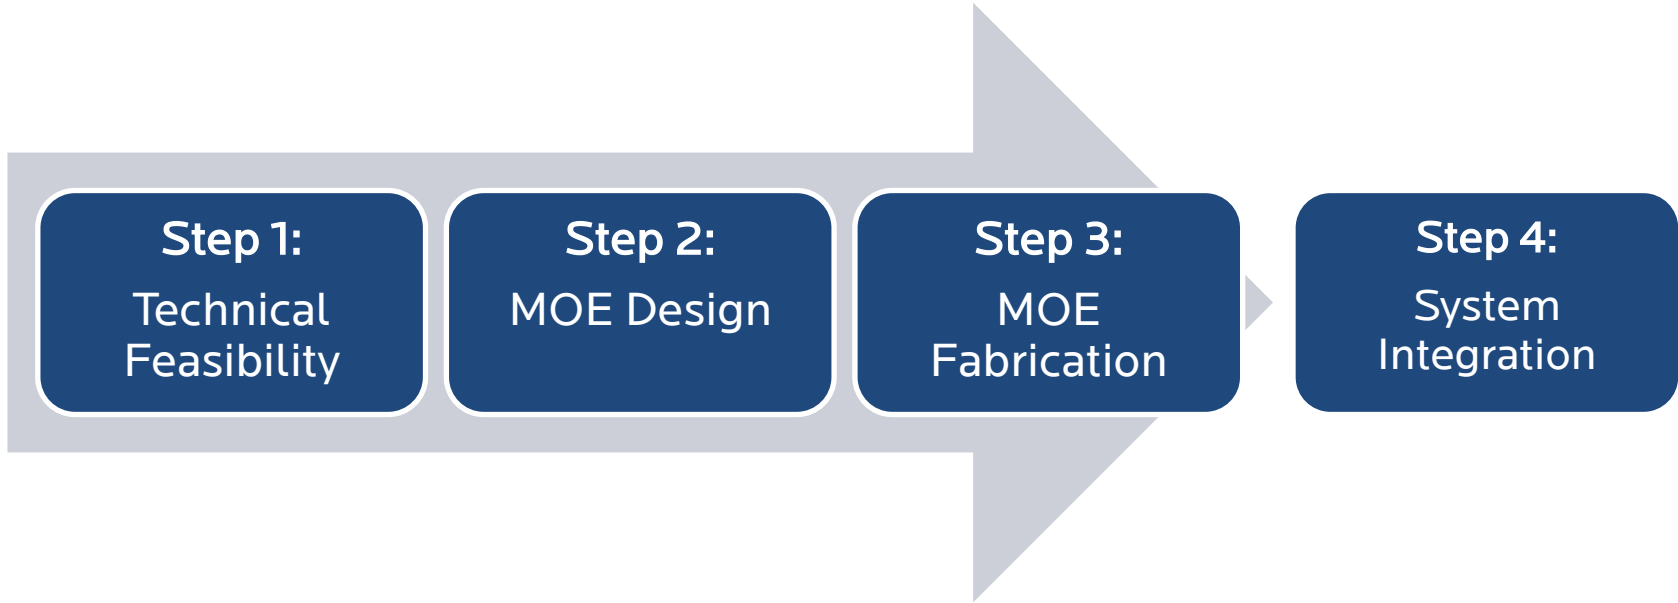 Step 1:
Technical
Feasibility
Step 2:
MOE Design
Step 3:
MOE
Fabrication
Step 4:
System
Integration